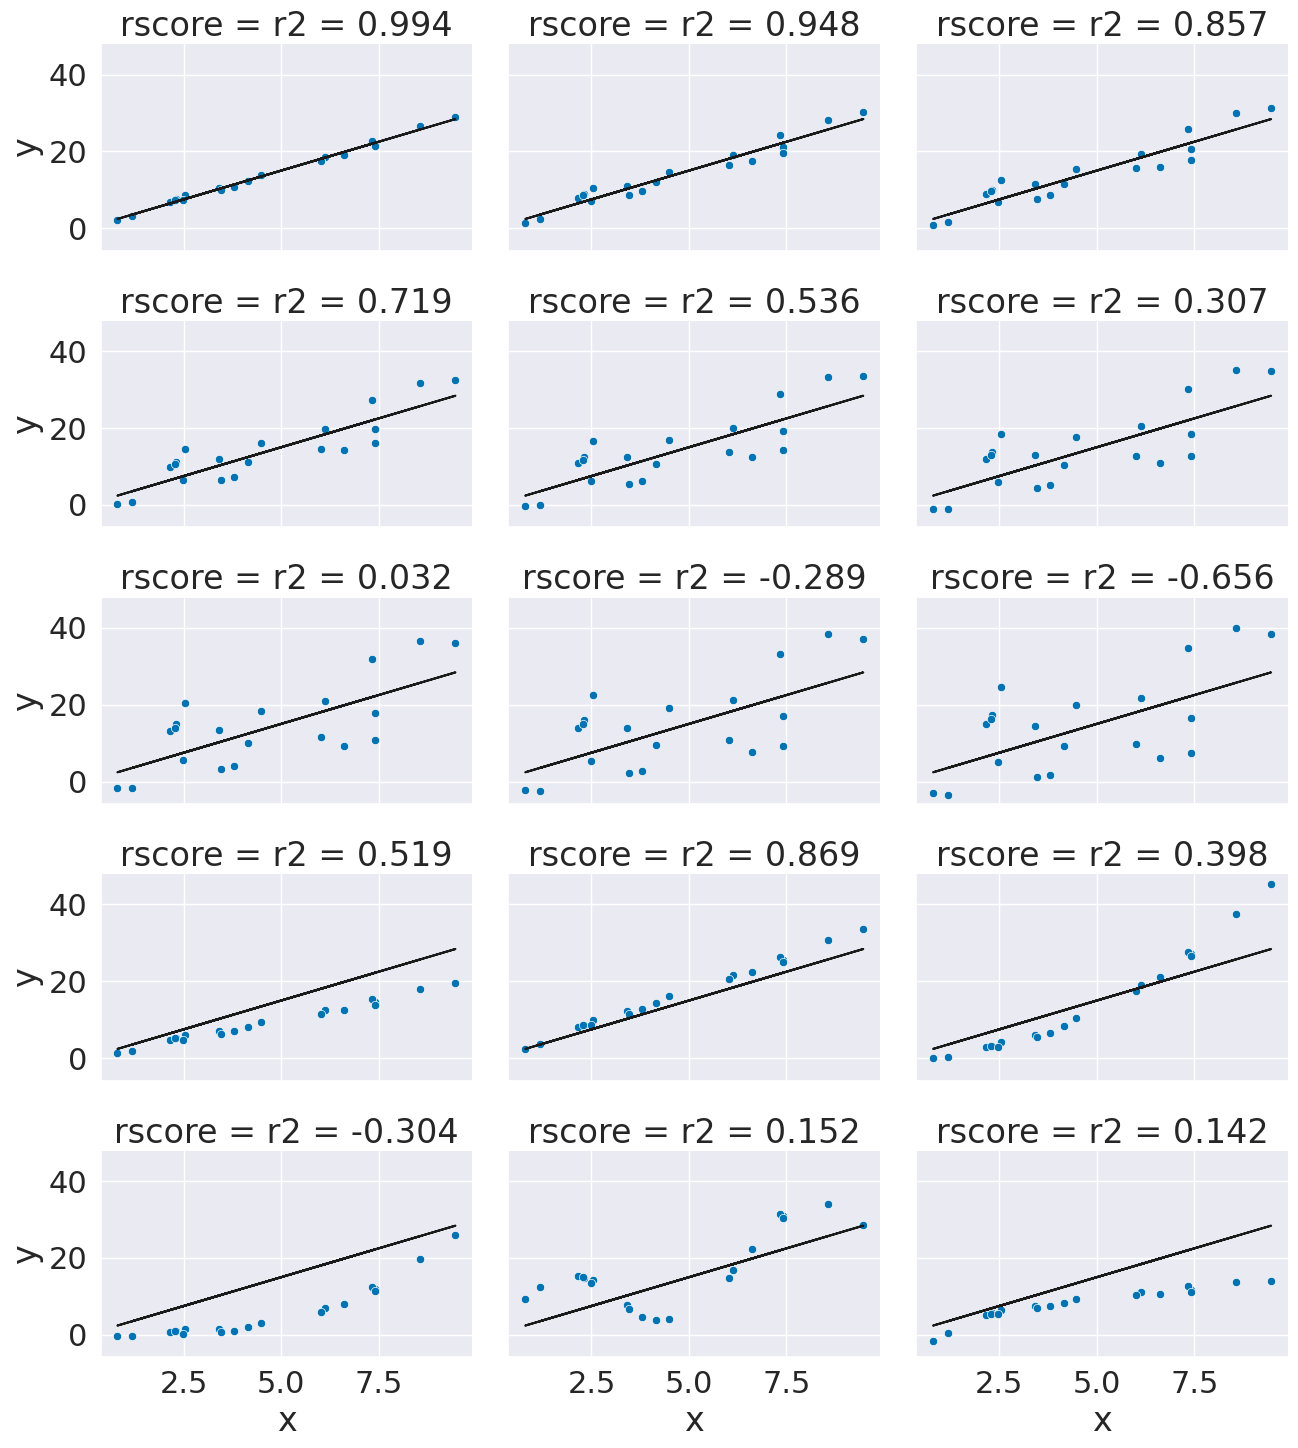 rscore = r2 = 0.994 rscore = r2 = 0.948 rscore = r2 = 0.857
40
20
0
y
rscore = r2 = 0.719 rscore = r2 = 0.536 rscore = r2 = 0.307
40
20
0
y
rscore = r2 = 0.032 rscore = r2 = -0.289 rscore = r2 = -0.656
40
20
0
y
rscore = r2 = 0.519 rscore = r2 = 0.869 rscore = r2 = 0.398
40
20
0
y
rscore = r2 = -0.304 rscore = r2 = 0.152 rscore = r2 = 0.142
40
20
0
y
2.5 5.0 7.5 2.5 5.0 7.5 2.5 5.0 7.5
x x x